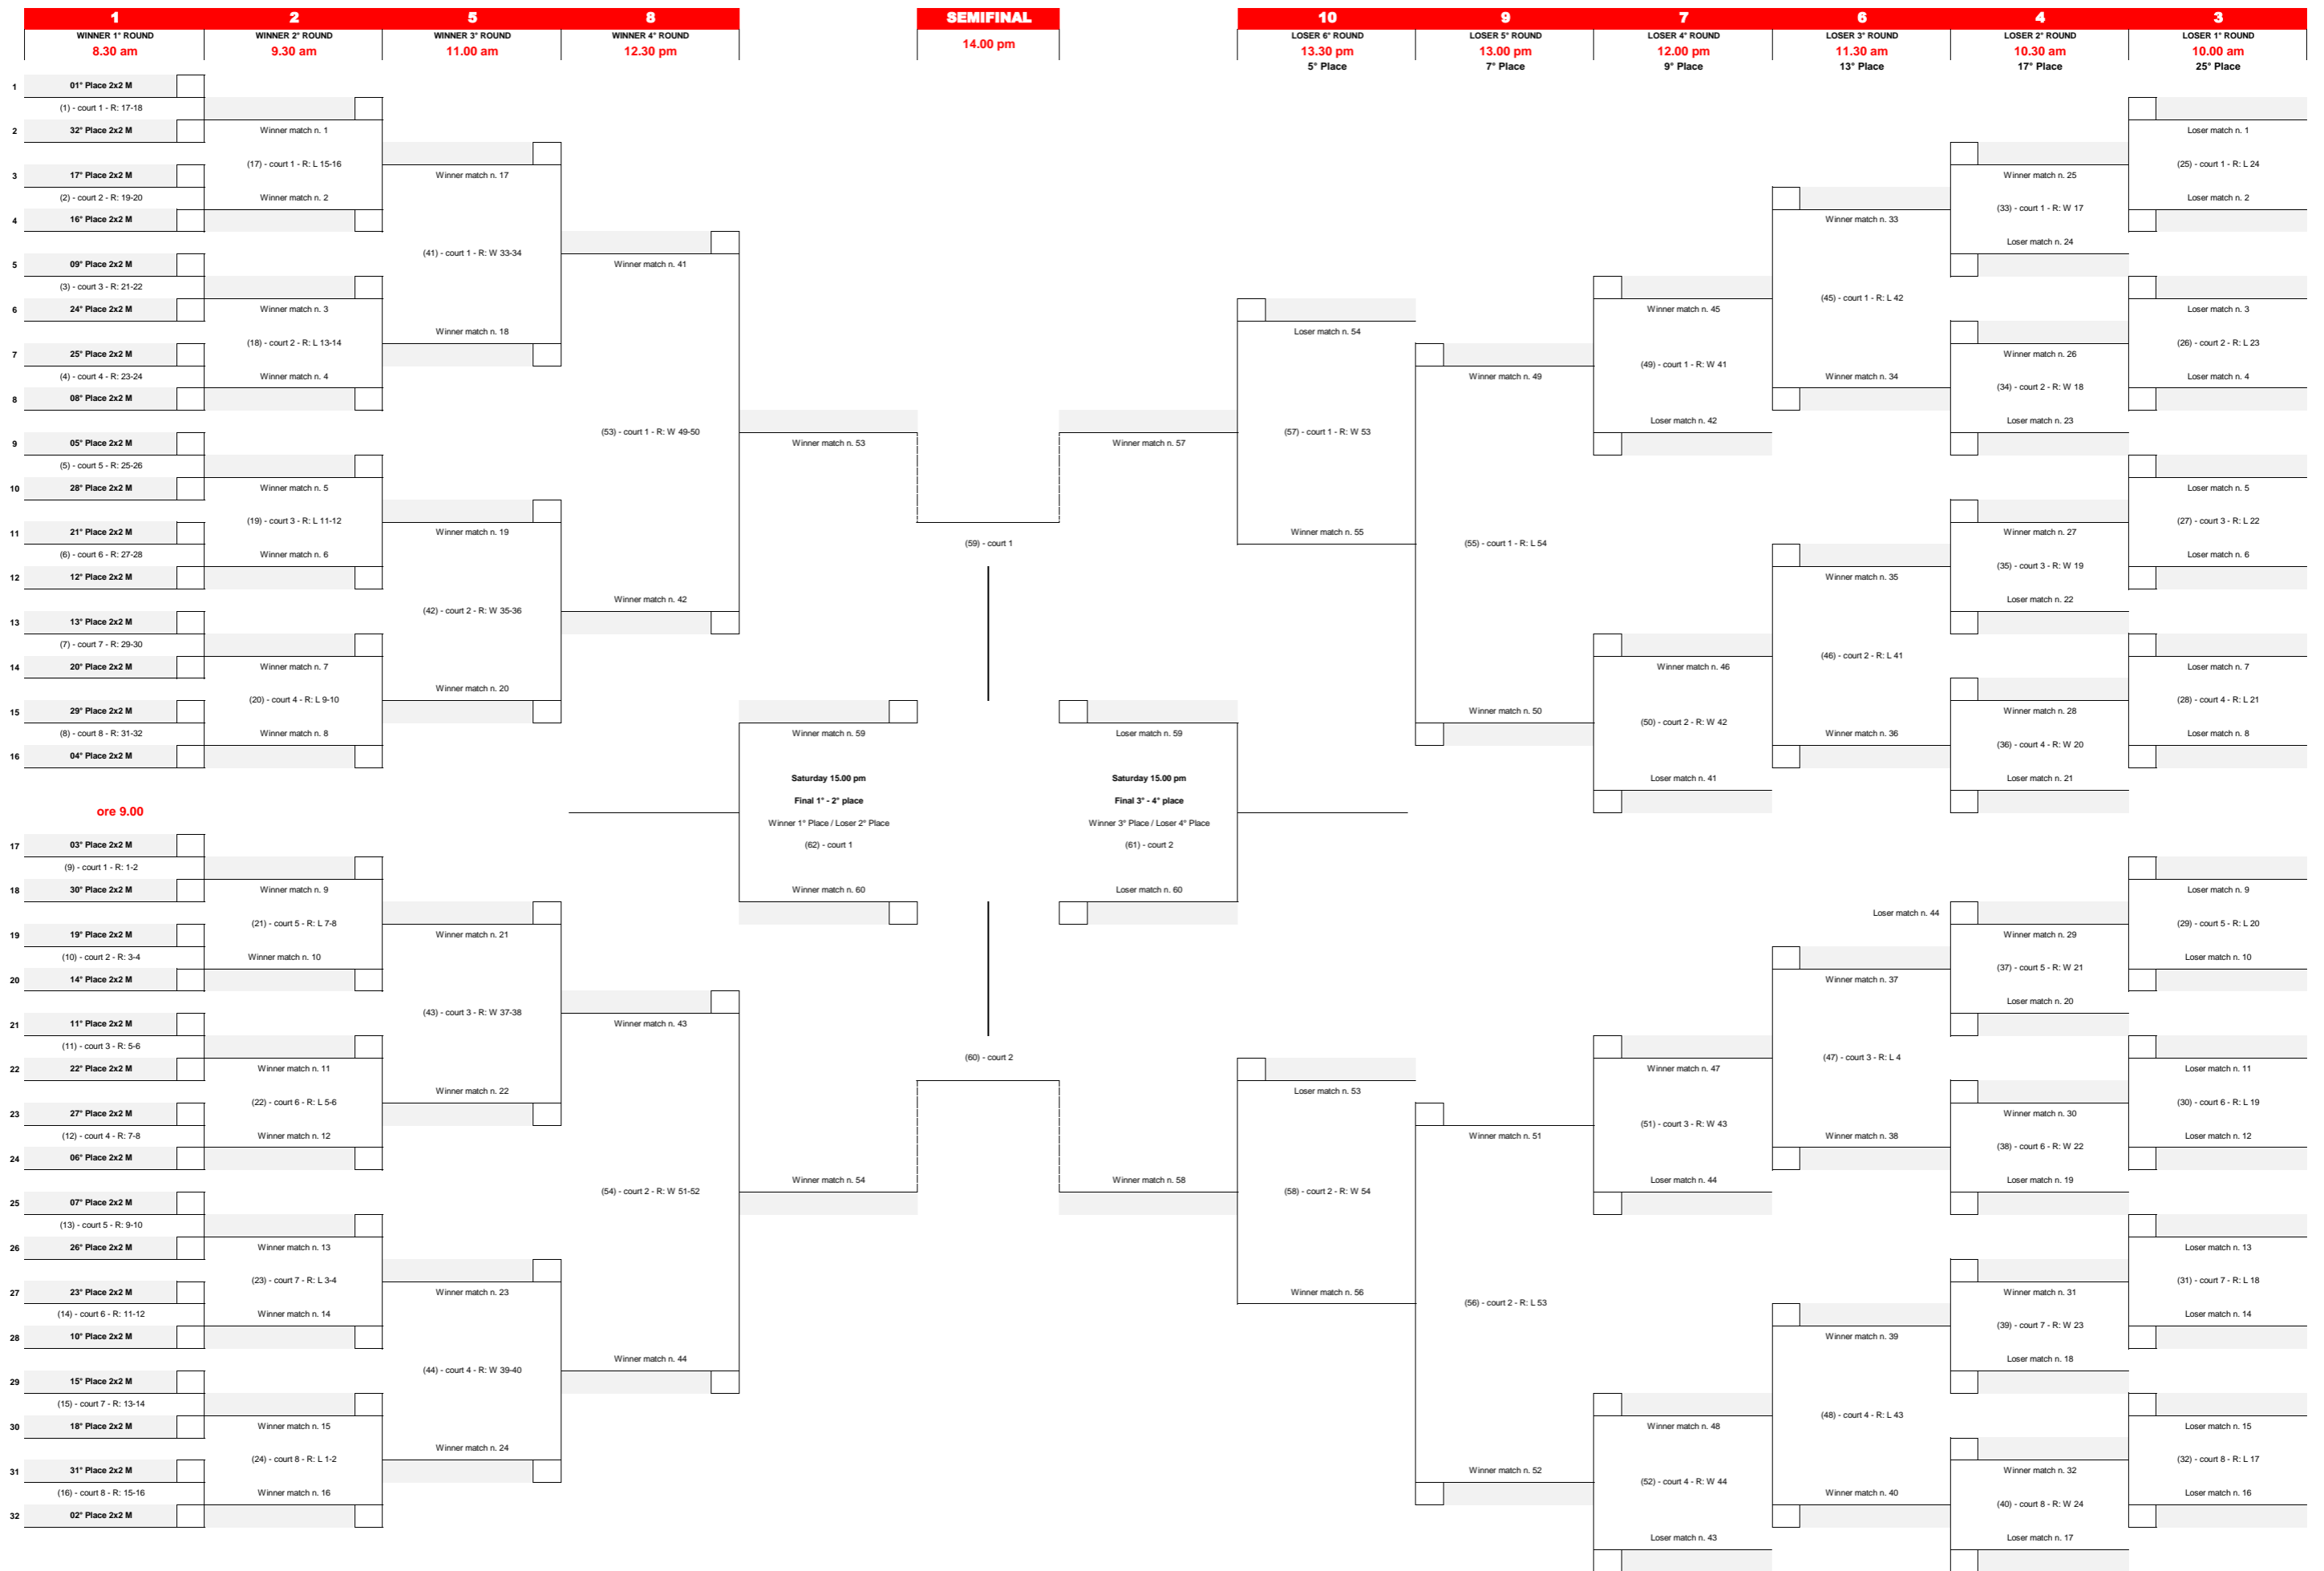 1 2 5 8 SEMIFINAL 10 9 7 6 4 3
WINNER 1° ROUND WINNER 2° ROUND WINNER 3° ROUND WINNER 4° ROUND LOSER 6° ROUND LOSER 5° ROUND LOSER 4° ROUND LOSER 3° ROUND LOSER 2° ROUND LOSER 1° ROUND
8.30 am 9.30 am 11.00 am 12.30 pm 14.00 pm 13.30 pm 13.00 pm 12.00 pm 11.30 am 10.30 am 10.00 am
5° Place 7° Place 9° Place 13° Place 17° Place 25° Place
1 01° Place 2x2 M
(1) - court 1 - R: 17-18
2 32° Place 2x2 M
3 17° Place 2x2 M
(2) - court 2 - R: 19-20
4 16° Place 2x2 M
5 09° Place 2x2 M
(3) - court 3 - R: 21-22
6 24° Place 2x2 M
7 25° Place 2x2 M
(4) - court 4 - R: 23-24
8 08° Place 2x2 M
9 05° Place 2x2 M
(5) - court 5 - R: 25-26
10 28° Place 2x2 M
11 21° Place 2x2 M
(6) - court 6 - R: 27-28
12 12° Place 2x2 M
13 13° Place 2x2 M
(7) - court 7 - R: 29-30
14 20° Place 2x2 M
15 29° Place 2x2 M
(8) - court 8 - R: 31-32
16 04° Place 2x2 M
ore 9.00
17 03° Place 2x2 M
(9) - court 1 - R: 1-2
18 30° Place 2x2 M
19 19° Place 2x2 M
(10) - court 2 - R: 3-4
20 14° Place 2x2 M
21 11° Place 2x2 M
(11) - court 3 - R: 5-6
22 22° Place 2x2 M
23 27° Place 2x2 M
(12) - court 4 - R: 7-8
24 06° Place 2x2 M
25 07° Place 2x2 M
(13) - court 5 - R: 9-10
26 26° Place 2x2 M
27 23° Place 2x2 M
(14) - court 6 - R: 11-12
28 10° Place 2x2 M
29 15° Place 2x2 M
(15) - court 7 - R: 13-14
30 18° Place 2x2 M
31 31° Place 2x2 M
(16) - court 8 - R: 15-16
32 02° Place 2x2 M
Winner match n. 1
(17) - court 1 - R: L 15-16
Winner match n. 2
Winner match n. 3
(18) - court 2 - R: L 13-14
Winner match n. 4
Winner match n. 5
(19) - court 3 - R: L 11-12
Winner match n. 6
Winner match n. 7
(20) - court 4 - R: L 9-10
Winner match n. 8
Winner match n. 9
(21) - court 5 - R: L 7-8
Winner match n. 10
Winner match n. 11
(22) - court 6 - R: L 5-6
Winner match n. 12
Winner match n. 13
(23) - court 7 - R: L 3-4
Winner match n. 14
Winner match n. 15
(24) - court 8 - R: L 1-2
Winner match n. 16
Winner match n. 17
(41) - court 1 - R: W 33-34
Winner match n. 18
Winner match n. 19
(42) - court 2 - R: W 35-36
Winner match n. 20
Winner match n. 21
(43) - court 3 - R: W 37-38
Winner match n. 22
Winner match n. 23
(44) - court 4 - R: W 39-40
Winner match n. 24
Winner match n. 41
(53) - court 1 - R: W 49-50
Winner match n. 42
Winner match n. 43
(54) - court 2 - R: W 51-52
Winner match n. 44
Winner match n. 53
Winner match n. 59
Saturday 15.00 pm
Final 1° - 2° place
Winner 1° Place / Loser 2° Place
(62) - court 1
Winner match n. 60
Winner match n. 54
(59) - court 1
(60) - court 2
Winner match n. 57
Loser match n. 59
Saturday 15.00 pm
Final 3° - 4° place
Winner 3° Place / Loser 4° Place
(61) - court 2
Loser match n. 60
Winner match n. 58
Loser match n. 54
(57) - court 1 - R: W 53
Winner match n. 55
Loser match n. 53
(58) - court 2 - R: W 54
Winner match n. 56
Winner match n. 49
(55) - court 1 - R: L 54
Winner match n. 50
Winner match n. 51
(56) - court 2 - R: L 53
Winner match n. 52
Winner match n. 45
(49) - court 1 - R: W 41
Loser match n. 42
Winner match n. 46
(50) - court 2 - R: W 42
Loser match n. 41
Winner match n. 47
(51) - court 3 - R: W 43
Loser match n. 44
Winner match n. 48
(52) - court 4 - R: W 44
Loser match n. 43
Winner match n. 33
(45) - court 1 - R: L 42
Winner match n. 34
Winner match n. 35
(46) - court 2 - R: L 41
Winner match n. 36
Loser match n. 44
Winner match n. 37
(47) - court 3 - R: L 4
Winner match n. 38
Winner match n. 39
(48) - court 4 - R: L 43
Winner match n. 40
Winner match n. 25
(33) - court 1 - R: W 17
Loser match n. 24
Winner match n. 26
(34) - court 2 - R: W 18
Loser match n. 23
Winner match n. 27
(35) - court 3 - R: W 19
Loser match n. 22
Winner match n. 28
(36) - court 4 - R: W 20
Loser match n. 21
Winner match n. 29
(37) - court 5 - R: W 21
Loser match n. 20
Winner match n. 30
(38) - court 6 - R: W 22
Loser match n. 19
Winner match n. 31
(39) - court 7 - R: W 23
Loser match n. 18
Winner match n. 32
(40) - court 8 - R: W 24
Loser match n. 17
Loser match n. 1
(25) - court 1 - R: L 24
Loser match n. 2
Loser match n. 3
(26) - court 2 - R: L 23
Loser match n. 4
Loser match n. 5
(27) - court 3 - R: L 22
Loser match n. 6
Loser match n. 7
(28) - court 4 - R: L 21
Loser match n. 8
Loser match n. 9
(29) - court 5 - R: L 20
Loser match n. 10
Loser match n. 11
(30) - court 6 - R: L 19
Loser match n. 12
Loser match n. 13
(31) - court 7 - R: L 18
Loser match n. 14
Loser match n. 15
(32) - court 8 - R: L 17
Loser match n. 16